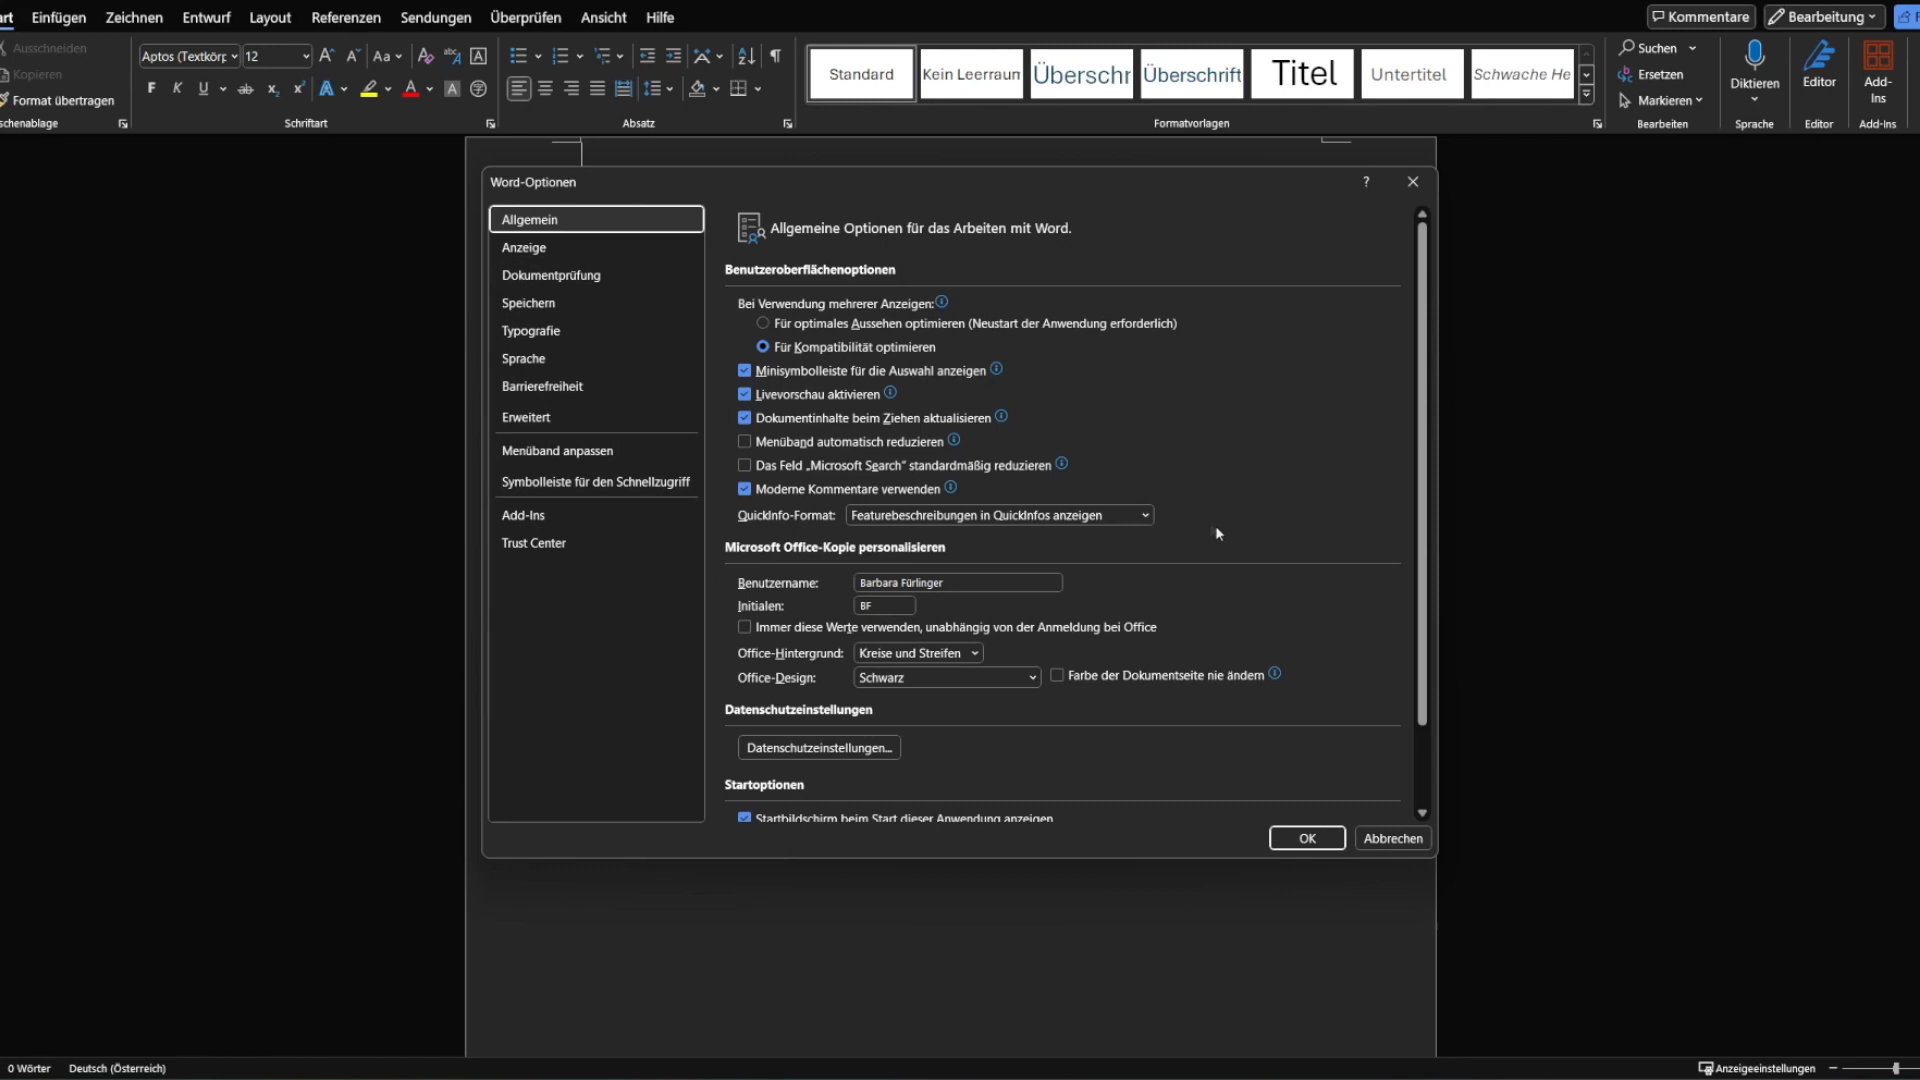 Einfügen Zeichnen Entwurf Layout Referenzen Sendungen Überprüfen Ansicht Hilfe
Kommentare Bearbeitung
Ausschneiden
Kopieren
Format übertragen
Aptos (Textkörp 12
Aa
F K U ab x₂ x² A A A
Schriftart
Absatz
Standard Kein Leerraum Überschr Überschrift Titel Untertitel Schwache He
Formatvorlagen
Suchen
Ersetzen
Markieren
Bearbeiten
Diktieren
Sprache
Editor
Editor
Add-Ins
Add-Ins
Word-Optionen ?
Allgemein
Anzeige
Dokumentprüfung
Speichern
Typografie
Sprache
Barrierefreiheit
Erweitert
Menüband anpassen
Symbolleiste für den Schnellzugriff
Add-Ins
Trust Center
Allgemeine Optionen für das Arbeiten mit Word.
Benutzeroberflächenoptionen
Bei Verwendung mehrerer Anzeigen:
Für optimales Aussehen optimieren (Neustart der Anwendung erforderlich)
Für Kompatibilität optimieren
Minisymbolleiste für die Auswahl anzeigen
Livevorschau aktivieren
Dokumentinhalte beim Ziehen aktualisieren
Menüband automatisch reduzieren
Das Feld „Microsoft Search“ standardmäßig reduzieren
Moderne Kommentare verwenden
QuickInfo-Format: Featurebeschreibungen in QuickInfos anzeigen
Microsoft Office-Kopie personalisieren
Benutzername: Barbara Fürlinger
Initialen: BF
Immer diese Werte verwenden, unabhängig von der Anmeldung bei Office
Office-Hintergrund: Kreise und Streifen
Office-Design: Schwarz Farbe der Dokumentseite nie ändern
Datenschutzeinstellungen
Datenschutzeinstellungen...
Startoptionen
Startbildschirm beim Start dieser Anwendung anzeigen
OK Abbrechen
0 Wörter Deutsch (Österreich) Anzeigeeinstellungen